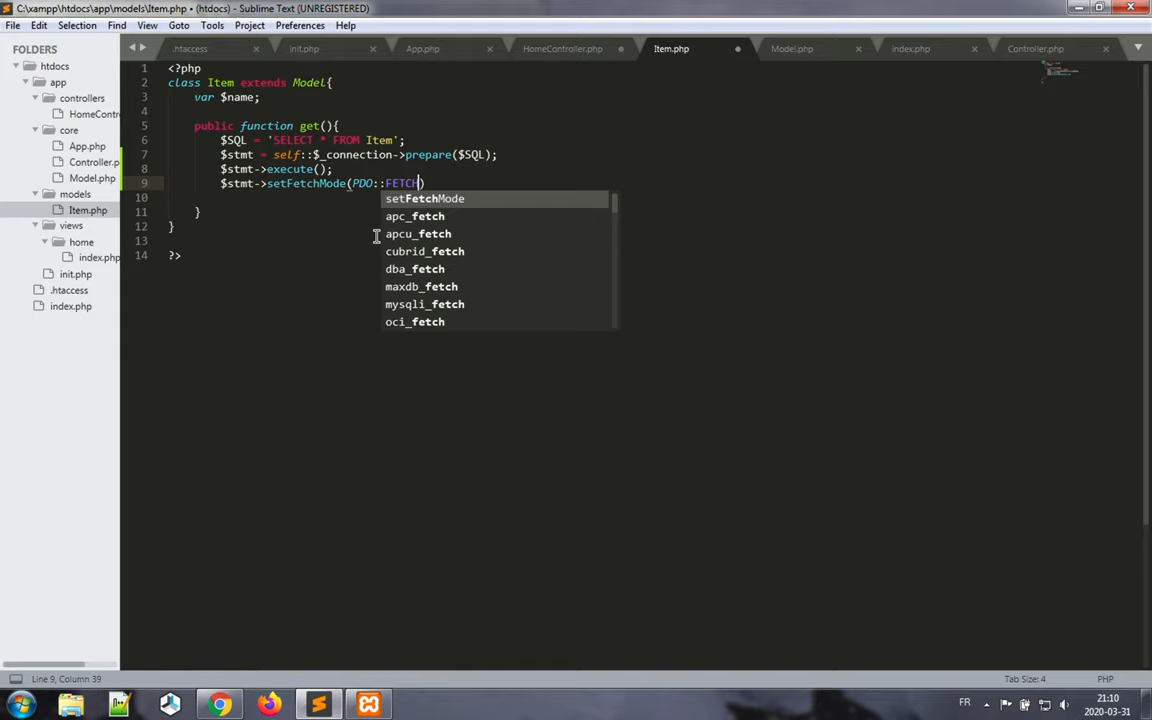 C:\xampp\htdocs\app\models\Item.php • (htdocs) - Sublime Text (UNREGISTERED)
File Edit Selection Find View Goto Tools Project Preferences Help
FOLDERS
htdocs
app
controllers
HomeContr
core
App.php
Controller.p
Model.php
models
Item.php
views
home
index.php
init.php
.htaccess
index.php
.htaccess init.php App.php HomeController.php Item.php Model.php index.php Controller.php
1 <?php
2 class Item extends Model{
3 var $name;
4
5 public function get(){
6 $SQL = 'SELECT * FROM Item';
7 $stmt = self::$_connection->prepare($SQL);
8 $stmt->execute();
9 $stmt->setFetchMode(PDO::FETCH)
10
11 }
12 }
13
14 ?>
setFetchMode
apc_fetch
apcu_fetch
cubrid_fetch
dba_fetch
maxdb_fetch
mysqli_fetch
oci_fetch
Line 9, Column 39 Tab Size: 4 PHP
FR 21:10
2020-03-31